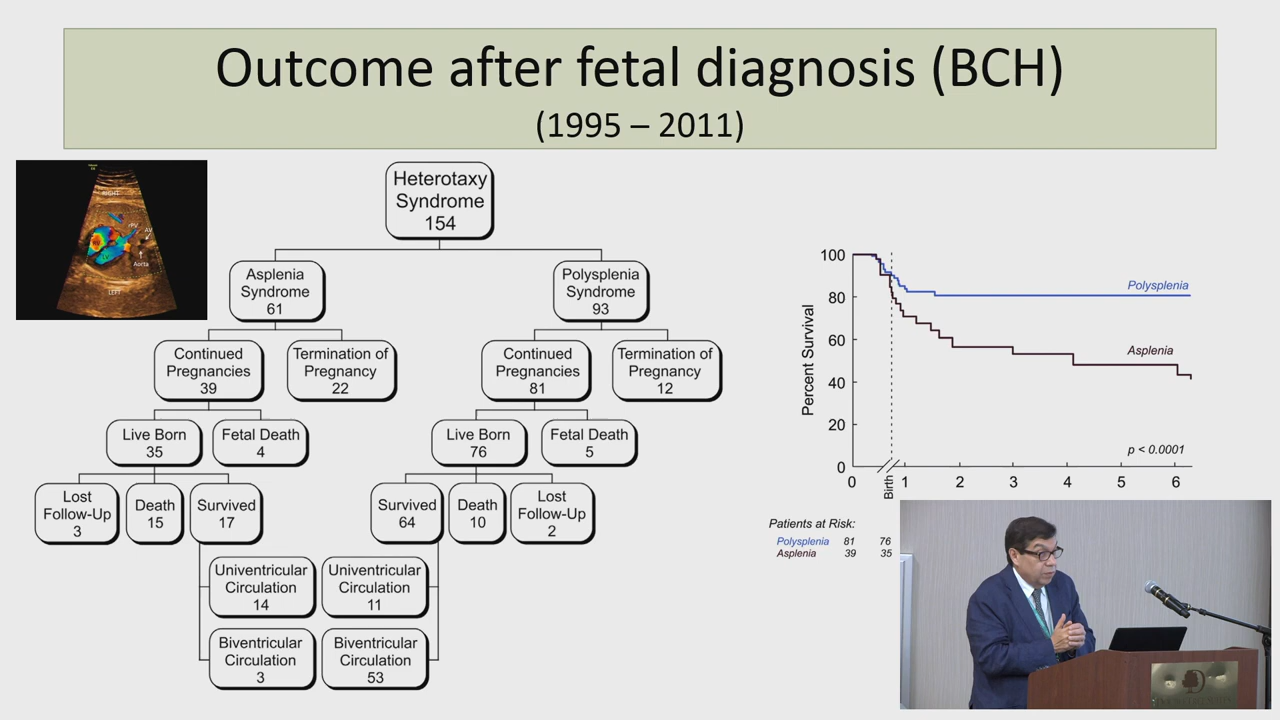 Outcome after fetal diagnosis (BCH)
(1995 – 2011)
RIGHT
rPV
AV
Aorta
LEFT
Heterotaxy
Syndrome
154
Asplenia
Syndrome
61
Polysplenia
Syndrome
93
Continued
Pregnancies
39
Termination of
Pregnancy
22
Continued
Pregnancies
81
Termination of
Pregnancy
12
Live Born
35
Fetal Death
4
Live Born
76
Fetal Death
5
Lost
Follow-Up
3
Death
15
Survived
17
Survived
64
Death
10
Lost
Follow-Up
2
Univentricular
Circulation
14
Univentricular
Circulation
11
Biventricular
Circulation
3
Biventricular
Circulation
53
Percent Survival
100
80
60
40
20
0
Polysplenia
Asplenia
p < 0.0001
0 Birth 1 2 3 4 5 6
Patients at Risk:
Polysplenia 81 76
Asplenia 39 35